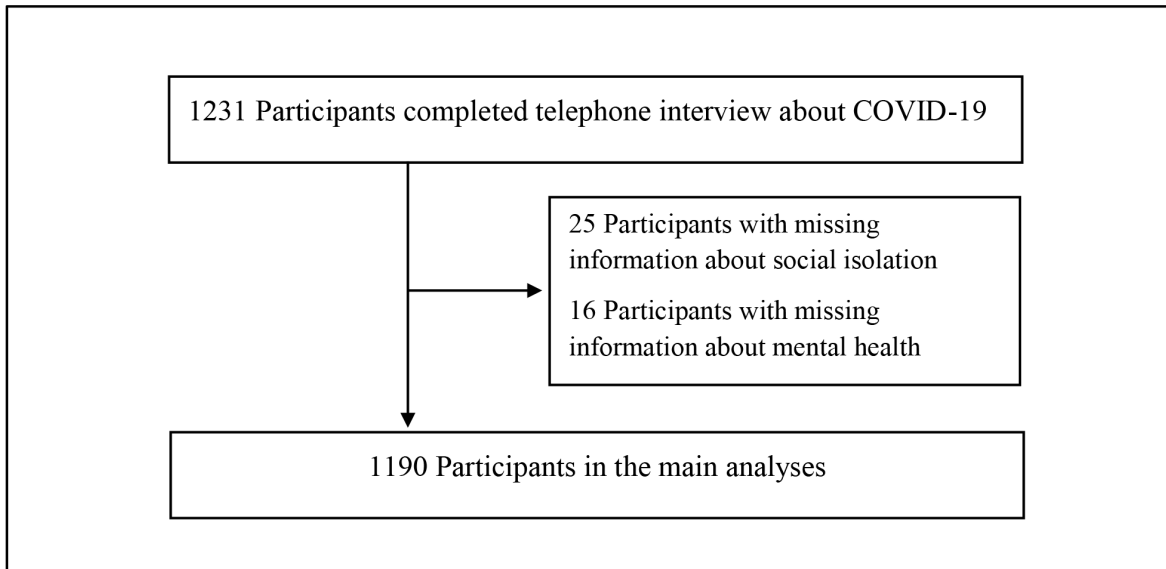 1231 Participants completed telephone interview about COVID-19
25 Participants with missing
information about social isolation
16 Participants with missing
information about mental health
1190 Participants in the main analyses